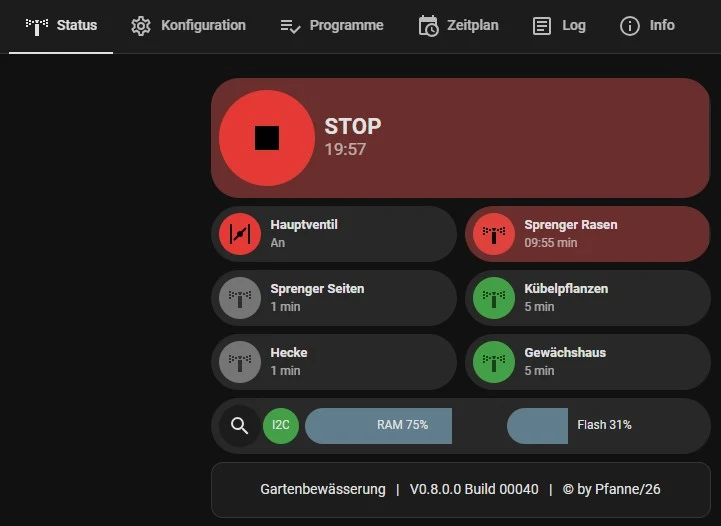 Status Konfiguration Programme Zeitplan Log Info
STOP
19:57
Hauptventil
An
Sprenger Rasen
09:55 min
Sprenger Seiten
1 min
Kübelpflanzen
5 min
Hecke
1 min
Gewächshaus
5 min
I2C RAM 75% Flash 31%
Gartenbewässerung | V0.8.0.0 Build 00040 | © by Pfanne/26